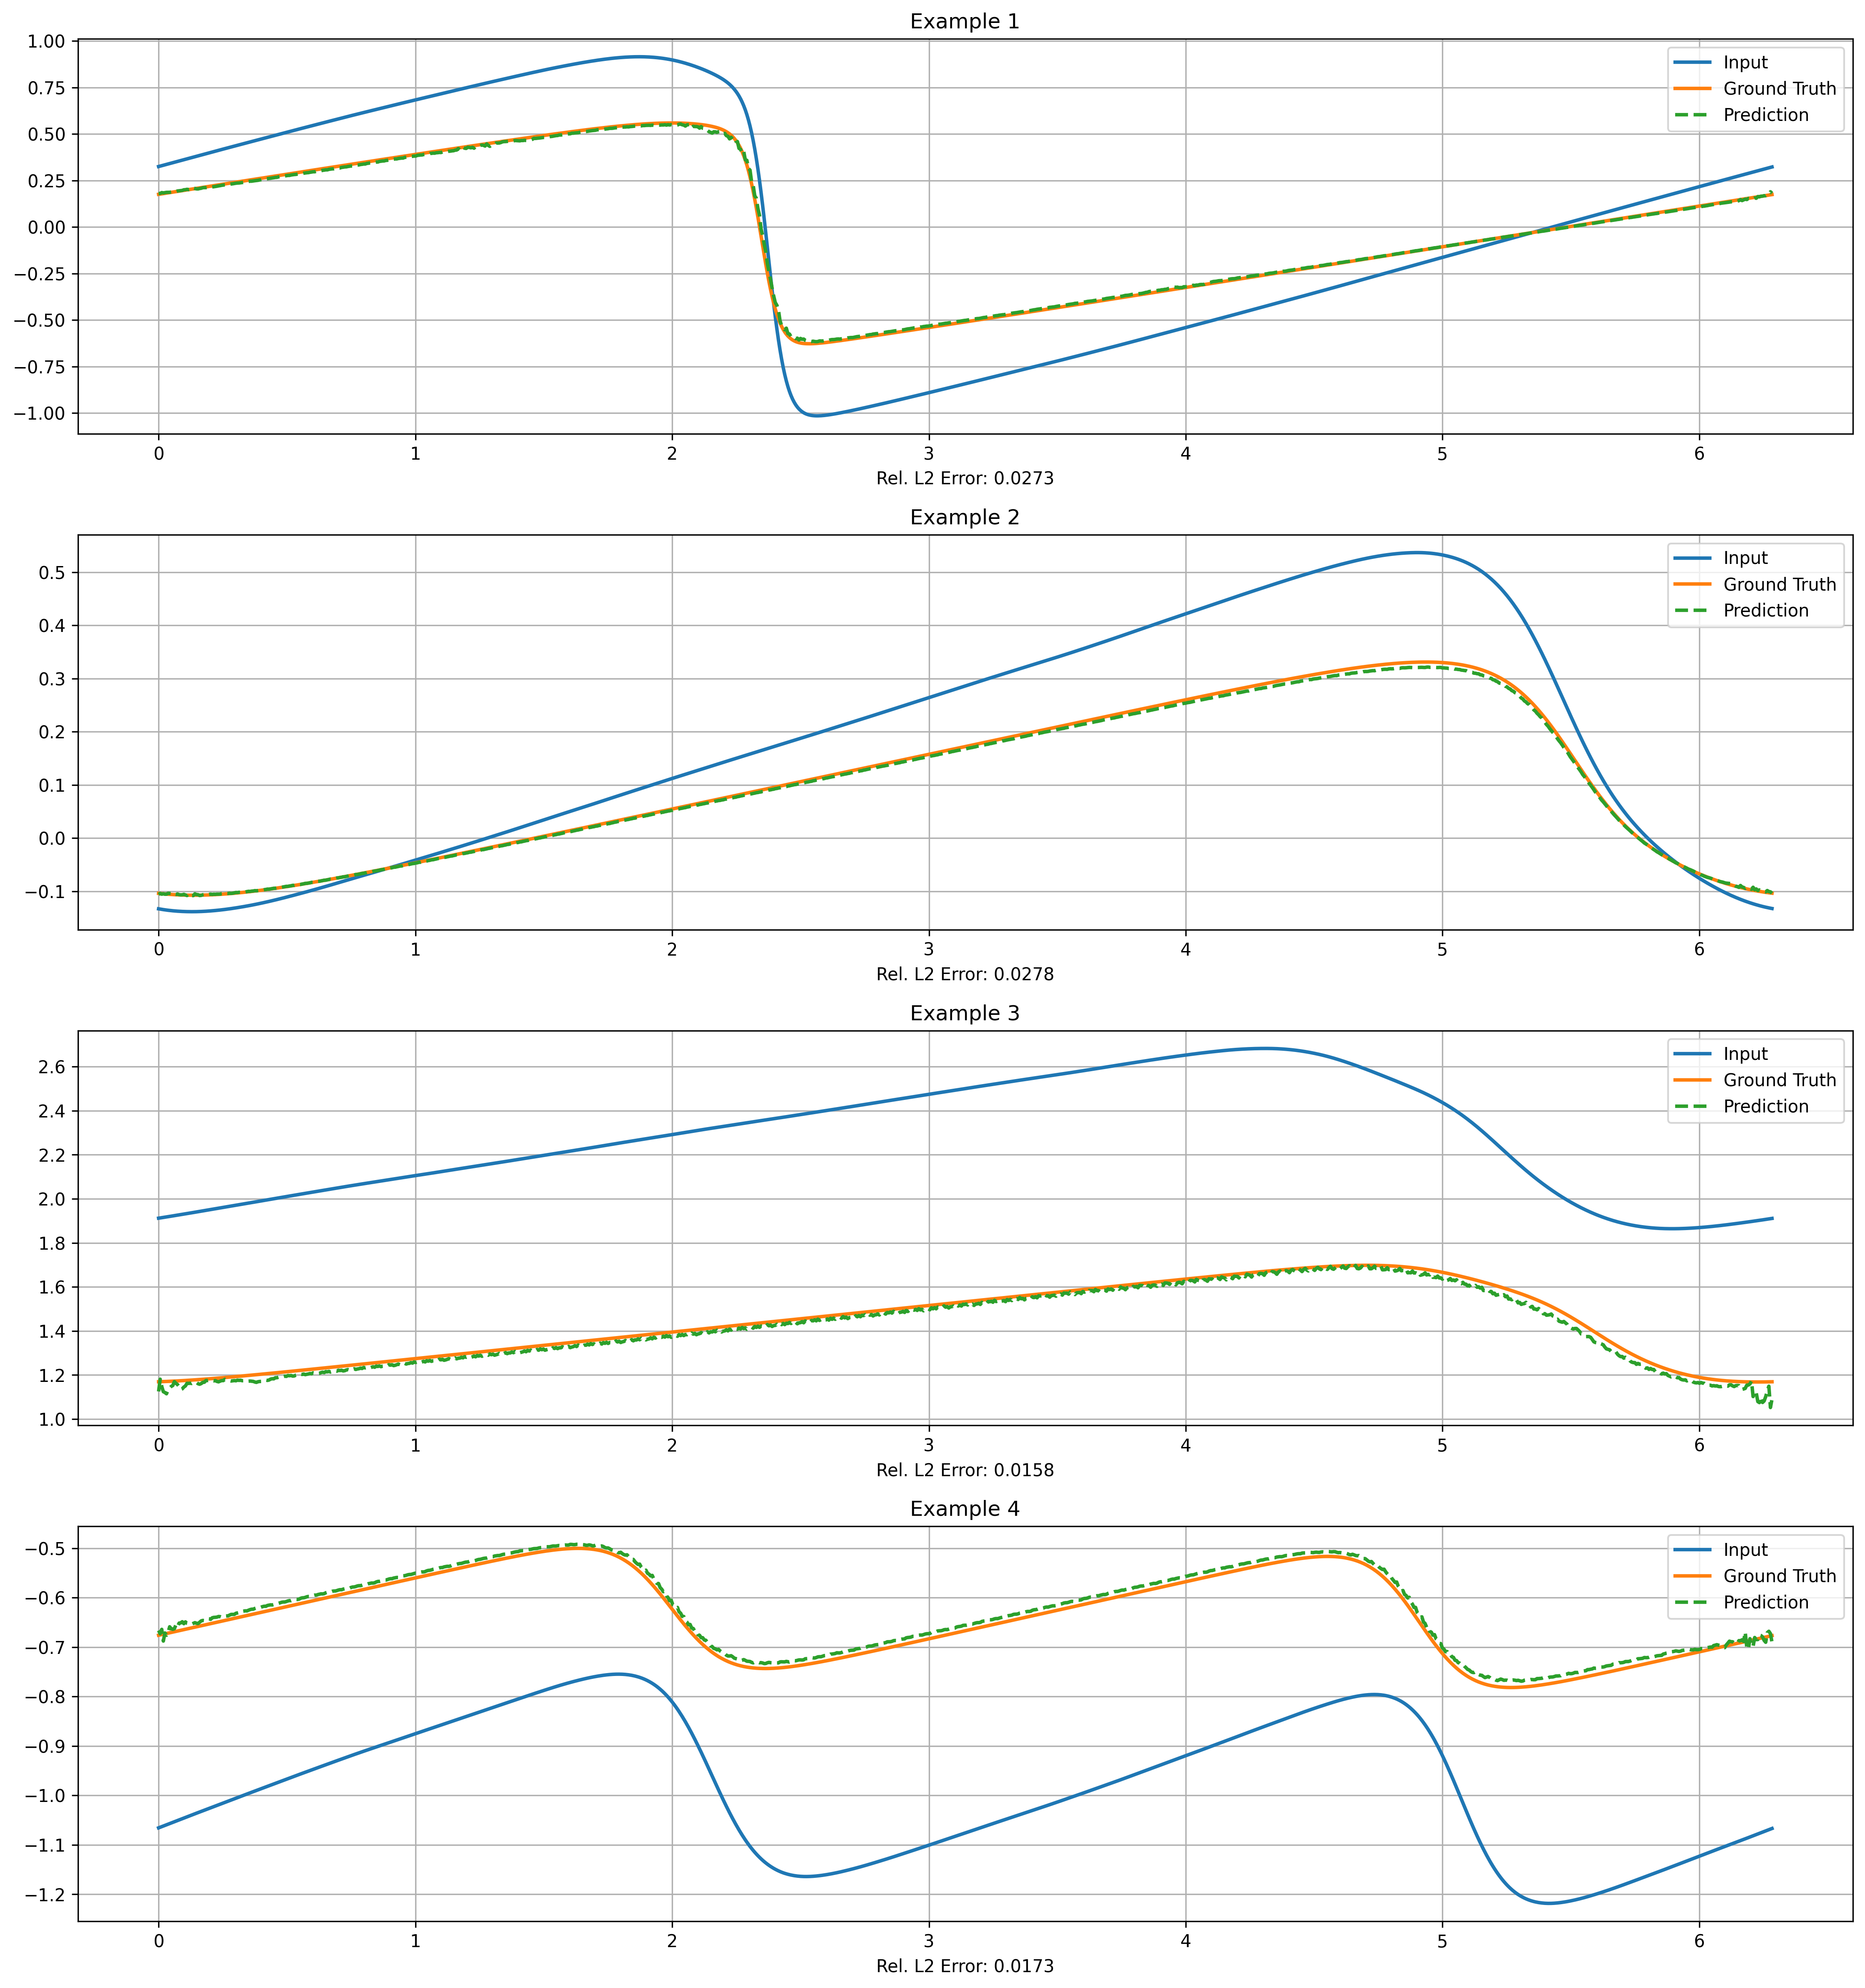 Example 1
1.00
0.75
0.50
0.25
0.00
−0.25
−0.50
−0.75
−1.00
Input
Ground Truth
Prediction
0 1 2 3 4 5 6
Rel. L2 Error: 0.0273
Example 2
0.5
0.4
0.3
0.2
0.1
0.0
−0.1
Input
Ground Truth
Prediction
0 1 2 3 4 5 6
Rel. L2 Error: 0.0278
Example 3
2.6
2.4
2.2
2.0
1.8
1.6
1.4
1.2
1.0
Input
Ground Truth
Prediction
0 1 2 3 4 5 6
Rel. L2 Error: 0.0158
Example 4
−0.5
−0.6
−0.7
−0.8
−0.9
−1.0
−1.1
−1.2
Input
Ground Truth
Prediction
0 1 2 3 4 5 6
Rel. L2 Error: 0.0173